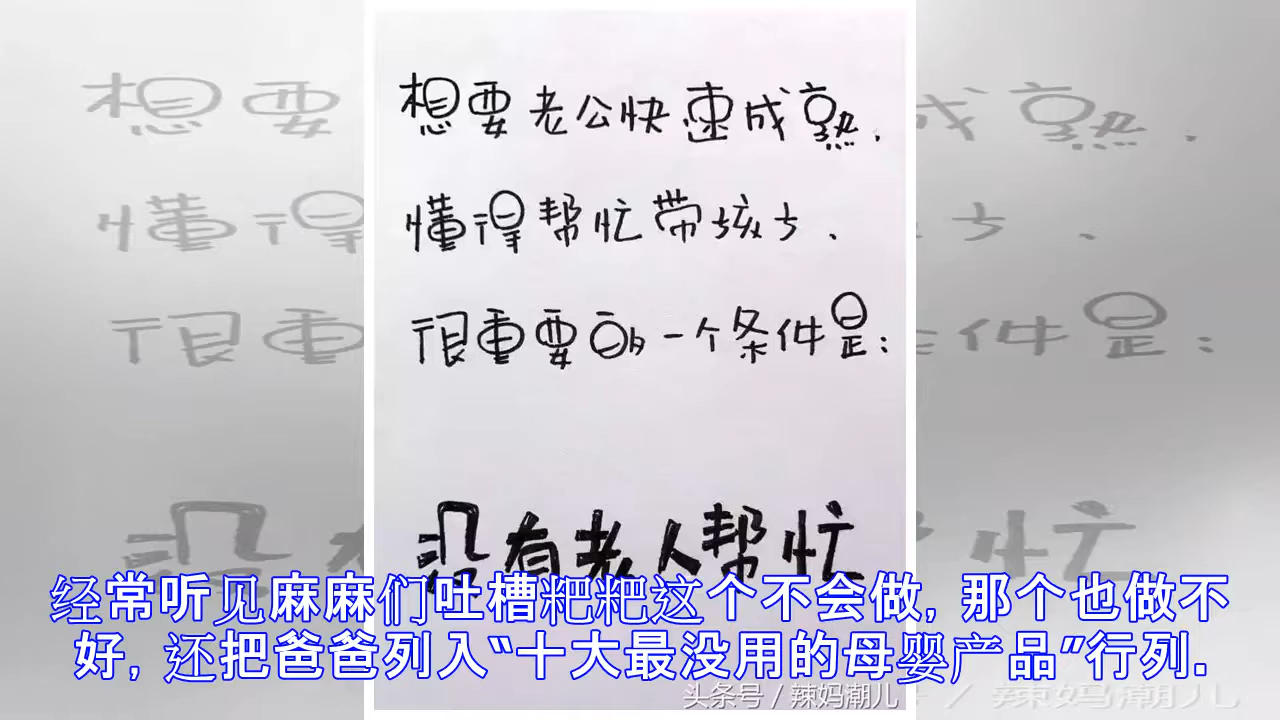 想要老公快速成熟.
懂得帮忙带孩子、
很重要的一个条件是:
没有老人帮忙
经常听见麻麻们吐槽粑粑这个不会做, 那个也做不
好, 还把爸爸列入“十大最没用的母婴产品”行列.
头条号 / 辣妈潮儿